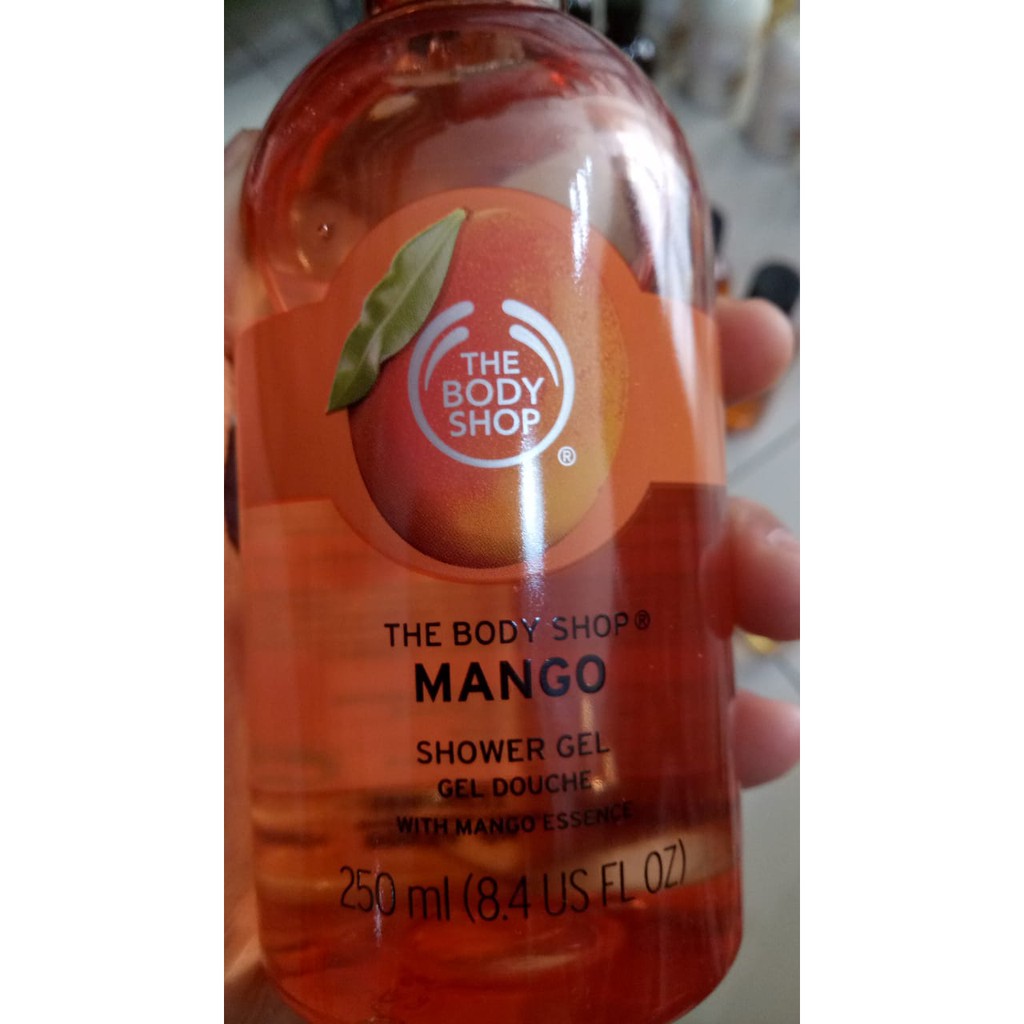 THE
BODY
SHOP
®
THE BODY SHOP®
MANGO
SHOWER GEL
GEL DOUCHE
WITH MANGO ESSENCE
250 ml (8.4 US FL OZ)